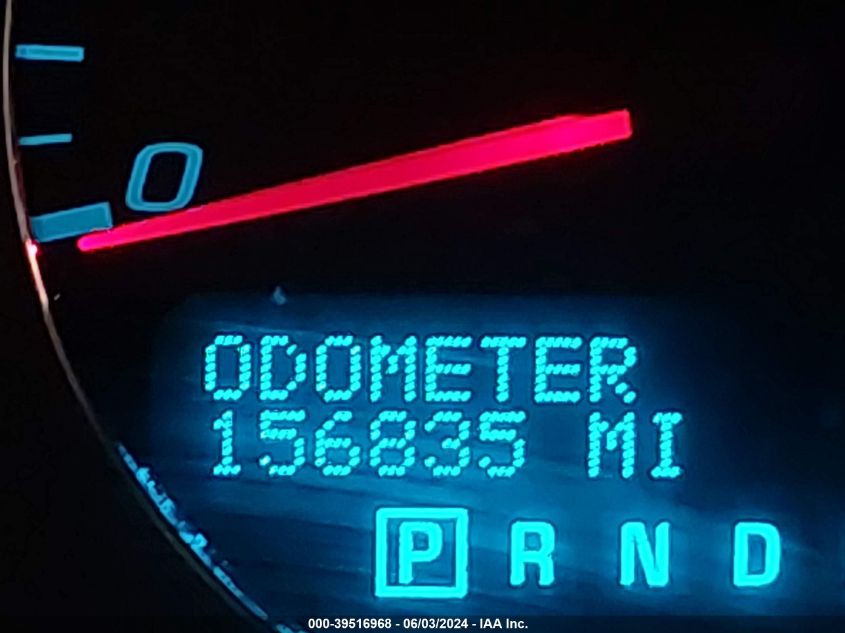 0
ODOMETER
156835 MI
P R N D
000-39516968 - 06/03/2024 - IAA Inc.